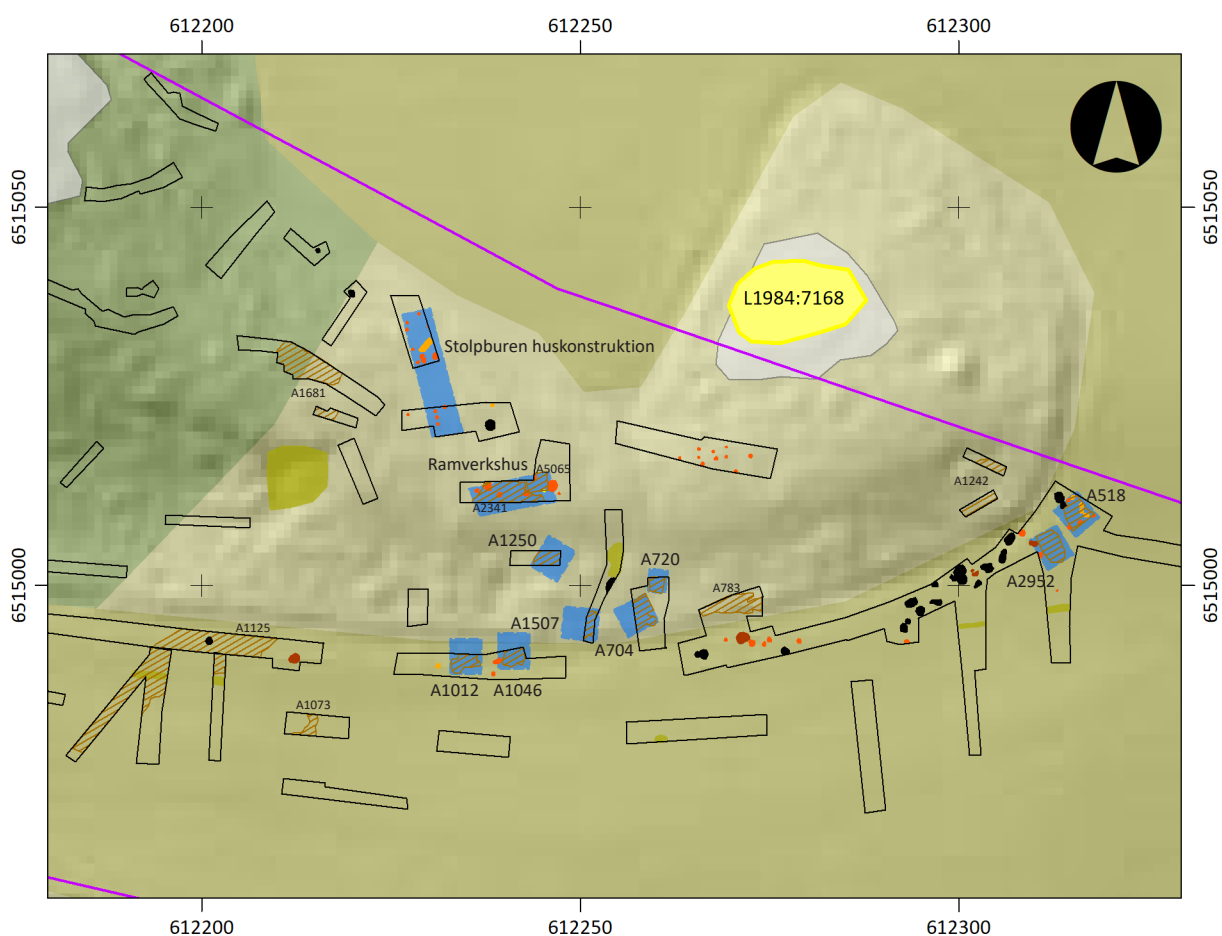 612200
612250
612300
6515050
6515050
L1984:7168
Stolpburen huskonstruktion
A1681
Ramverkshus
A5065
A2341
A1242
A518
A1250
A720
A2952
A783
A1507
A704
A1125
A1012
A1046
A1073
6515000
6515000
612200
612250
612300